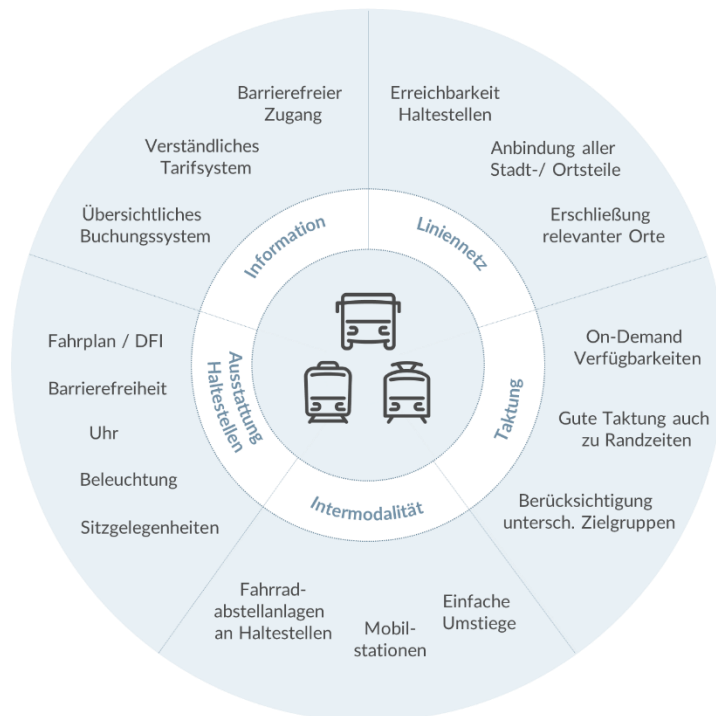 Barrierefreier
Zugang
Verständliches
Tarifsystem
Übersichtliches
Buchungssystem
Information
Erreichbarkeit
Haltestellen
Anbindung aller
Stadt-/ Ortsteile
Erschließung
relevanter Orte
Liniennetz
On-Demand
Verfügbarkeiten
Gute Taktung auch
zu Randzeiten
Berücksichtigung
untersch. Zielgruppen
Taktung
Einfache
Umstiege
Mobil-
stationen
Fahrrad-
abstellanlagen
an Haltestellen
Intermodalität
Fahrplan / DFI
Barrierefreiheit
Uhr
Beleuchtung
Sitzgelegenheiten
Ausstattung
Haltestellen